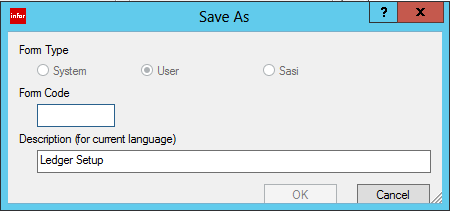 infor
Save As
?
X
Form Type
System
User
Sasi
Form Code
Description (for current language)
Ledger Setup
OK
Cancel